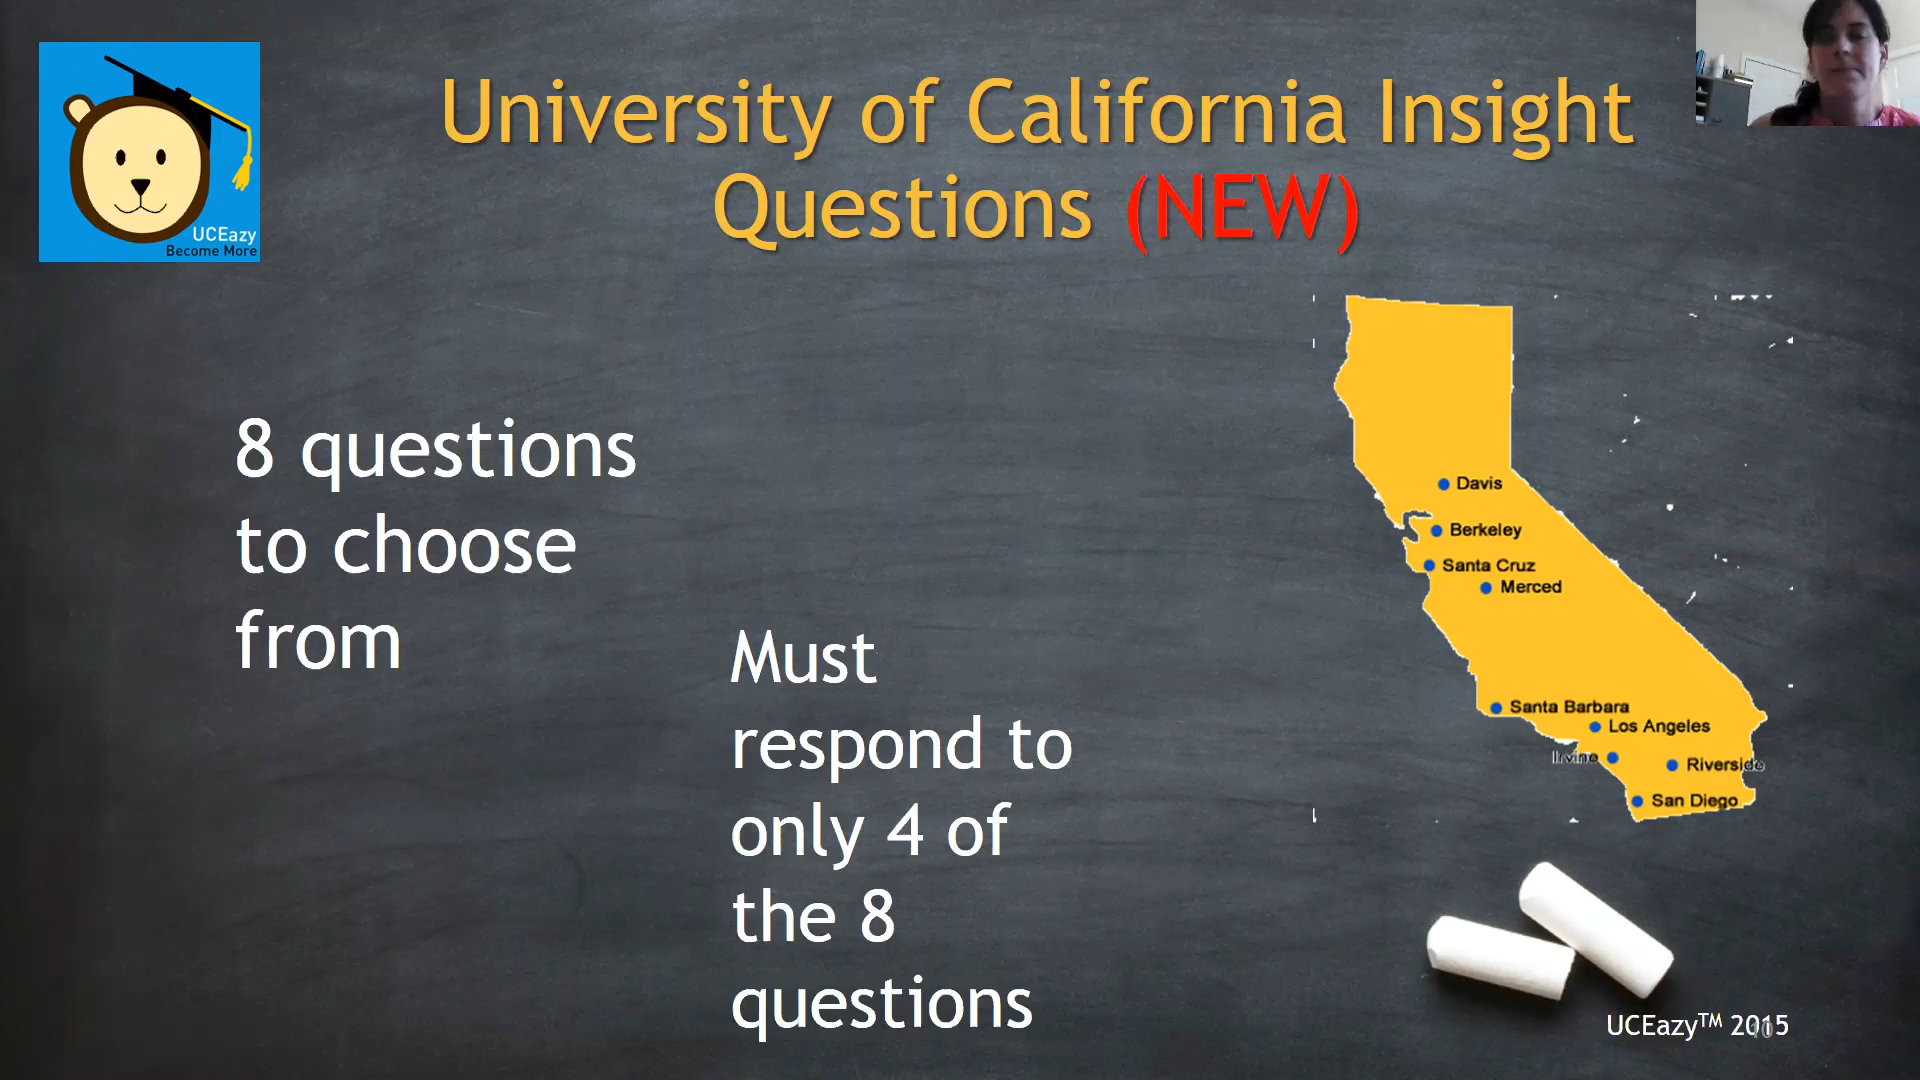 University of California Insight
Questions (NEW)
UCEazy
Become More
8 questions
to choose
from
Must
respond to
only 4 of
the 8
questions
Davis
Berkeley
Santa Cruz
Merced
Santa Barbara
Los Angeles
Irvine
Riverside
San Diego
UCEazy™ 2015
10